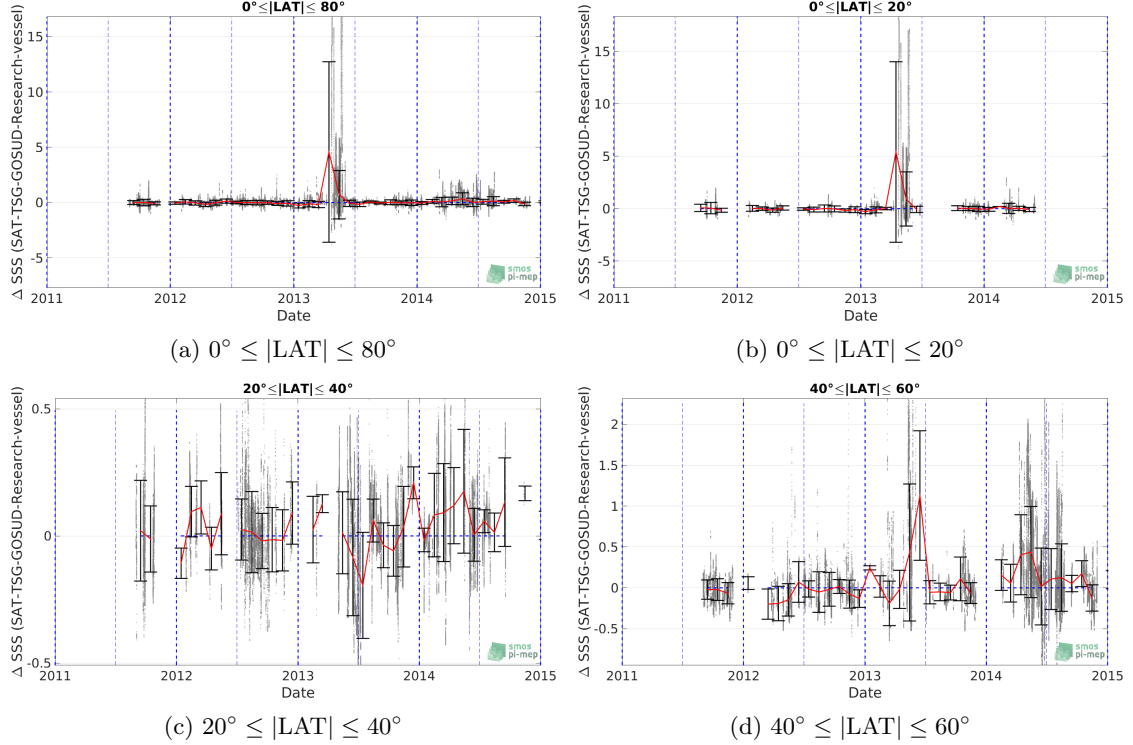 0°≤|LAT|≤ 80°
Δ SSS (SAT-TSG-GOSUD-Research-vessel)
15
10
5
0
-5
2011
2012
2013
2014
2015
Date
smos
pi-mep
(a) 0° ≤ |LAT| ≤ 80°
0°≤|LAT|≤ 20°
Δ SSS (SAT-TSG-GOSUD-Research-vessel)
15
10
5
0
-5
2011
2012
2013
2014
2015
Date
smos
pi-mep
(b) 0° ≤ |LAT| ≤ 20°
20°≤|LAT|≤ 40°
Δ SSS (SAT-TSG-GOSUD-Research-vessel)
0.5
0
-0.5
2011
2012
2013
2014
2015
Date
smos
pi-mep
(c) 20° ≤ |LAT| ≤ 40°
40°≤|LAT|≤ 60°
Δ SSS (SAT-TSG-GOSUD-Research-vessel)
2
1.5
1
0.5
0
-0.5
2011
2012
2013
2014
2015
Date
smos
pi-mep
(d) 40° ≤ |LAT| ≤ 60°